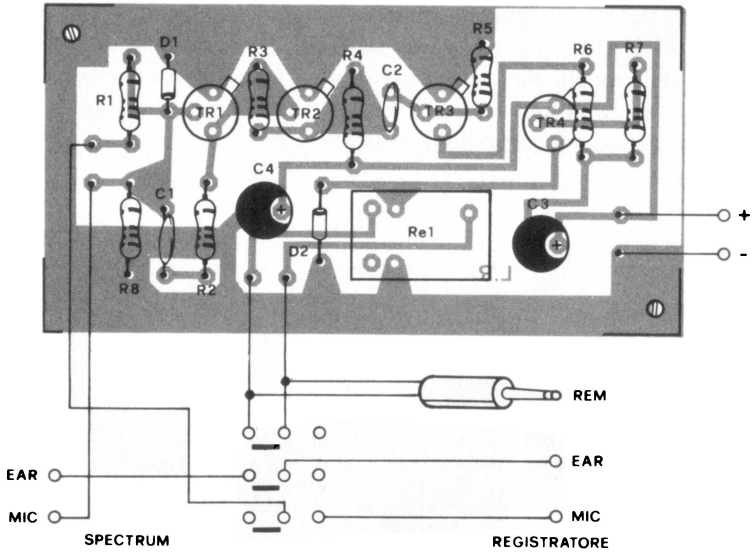 D1
R3
R4
R5
R6
R7
C2
R1
TR1
TR2
TR3
TR4
C4
C1
C3
+
+
+
Re1
D2
-
R8
R2
L.R
REM
EAR
EAR
MIC
MIC
SPECTRUM
REGISTRATORE